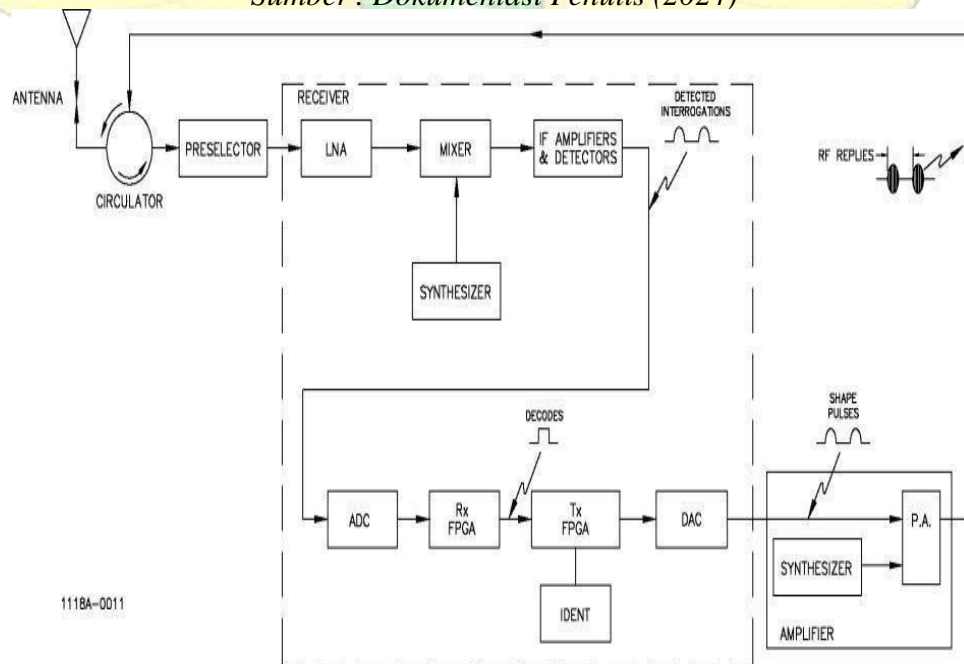 Sumber : Dokumentasi Penulis (2024)
ANTENNA
CIRCULATOR
PRESELECTOR
RECEIVER
LNA
MIXER
IF AMPLIFIERS
& DETECTORS
DETECTED
INTERROGATIONS
RF REPLIES
SYNTHESIZER
DECODES
SHAPE
PULSES
ADC
Rx
FPGA
Tx
FPGA
DAC
P.A.
SYNTHESIZER
IDENT
AMPLIFIER
1118A-0011